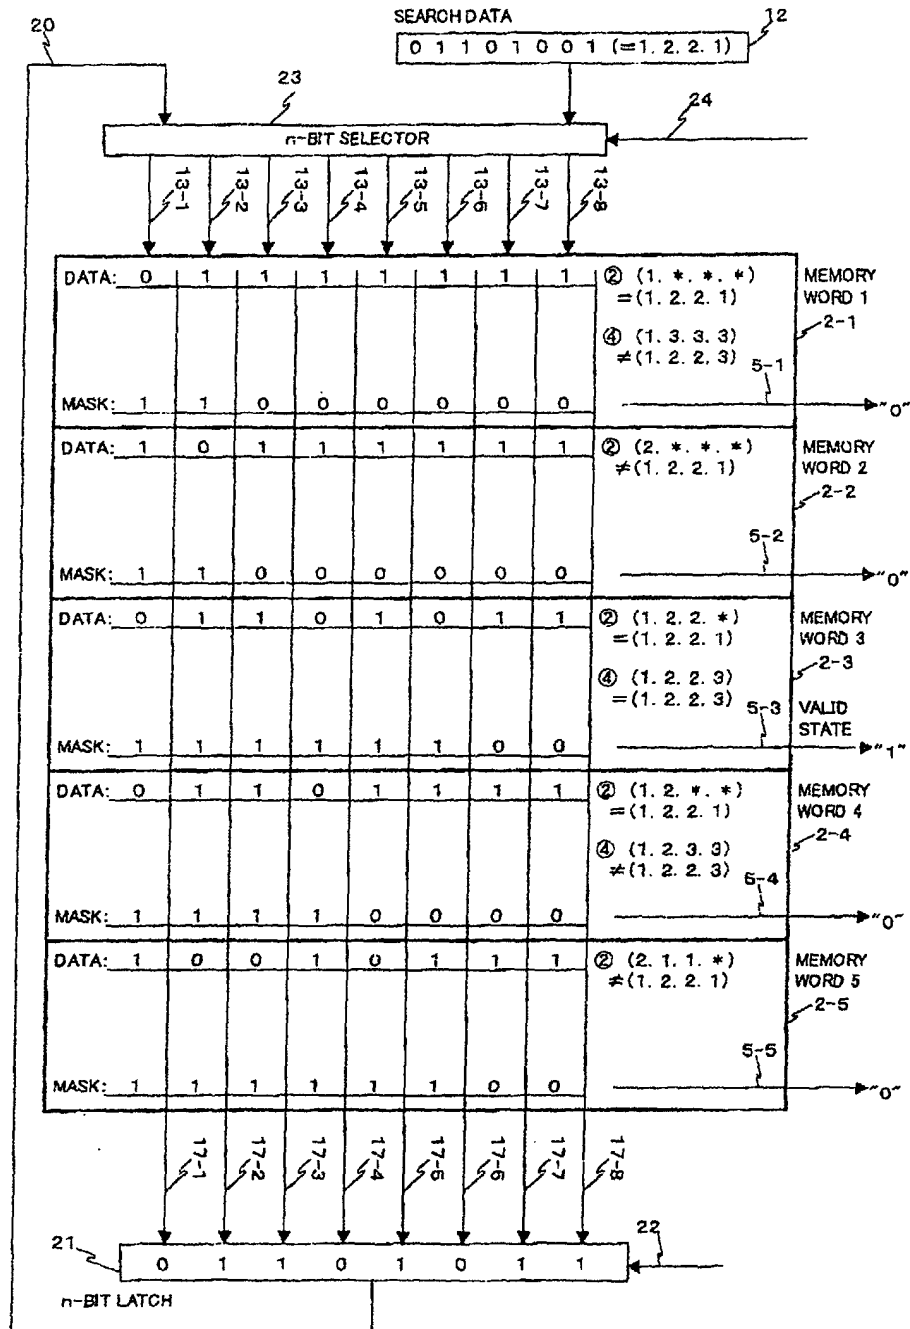 20
SEARCH DATA
12
0 1 1 0 1 0 0 1 (=1. 2. 2. 1)
23
24
n-BIT SELECTOR
13-1 13-2 13-3 13-4 13-5 13-6 13-7 13-8
DATA: 0 1 1 1 1 1 1 1 ② (1. *. *. *) MEMORY
=(1. 2. 2. 1) WORD 1
2-1
④ (1. 3. 3. 3)
≠(1. 2. 2. 3)
5-1
MASK: 1 1 0 0 0 0 0 0 "0"
DATA: 1 0 1 1 1 1 1 1 ② (2. *. *. *) MEMORY
≠(1. 2. 2. 1) WORD 2
2-2
5-2
MASK: 1 1 0 0 0 0 0 0 "0"
DATA: 0 1 1 0 1 0 1 1 ② (1. 2. 2. *) MEMORY
=(1. 2. 2. 1) WORD 3
2-3
④ (1. 2. 2. 3)
=(1. 2. 2. 3)
5-3 VALID
STATE
MASK: 1 1 1 1 1 1 0 0 "1"
DATA: 0 1 1 0 1 1 1 1 ② (1. 2. *. *) MEMORY
=(1. 2. 2. 1) WORD 4
2-4
④ (1. 2. 3. 3)
≠(1. 2. 2. 3)
6-4
MASK: 1 1 1 1 0 0 0 0 "0"
DATA: 1 0 0 1 0 1 1 1 ② (2. 1. 1. *) MEMORY
≠(1. 2. 2. 1) WORD 5
2-5
5-5
MASK: 1 1 1 1 1 1 0 0 "0"
17-1 17-2 17-3 17-4 17-6 17-6 17-7 17-8
21
22
0 1 1 0 1 0 1 1
n-BIT LATCH